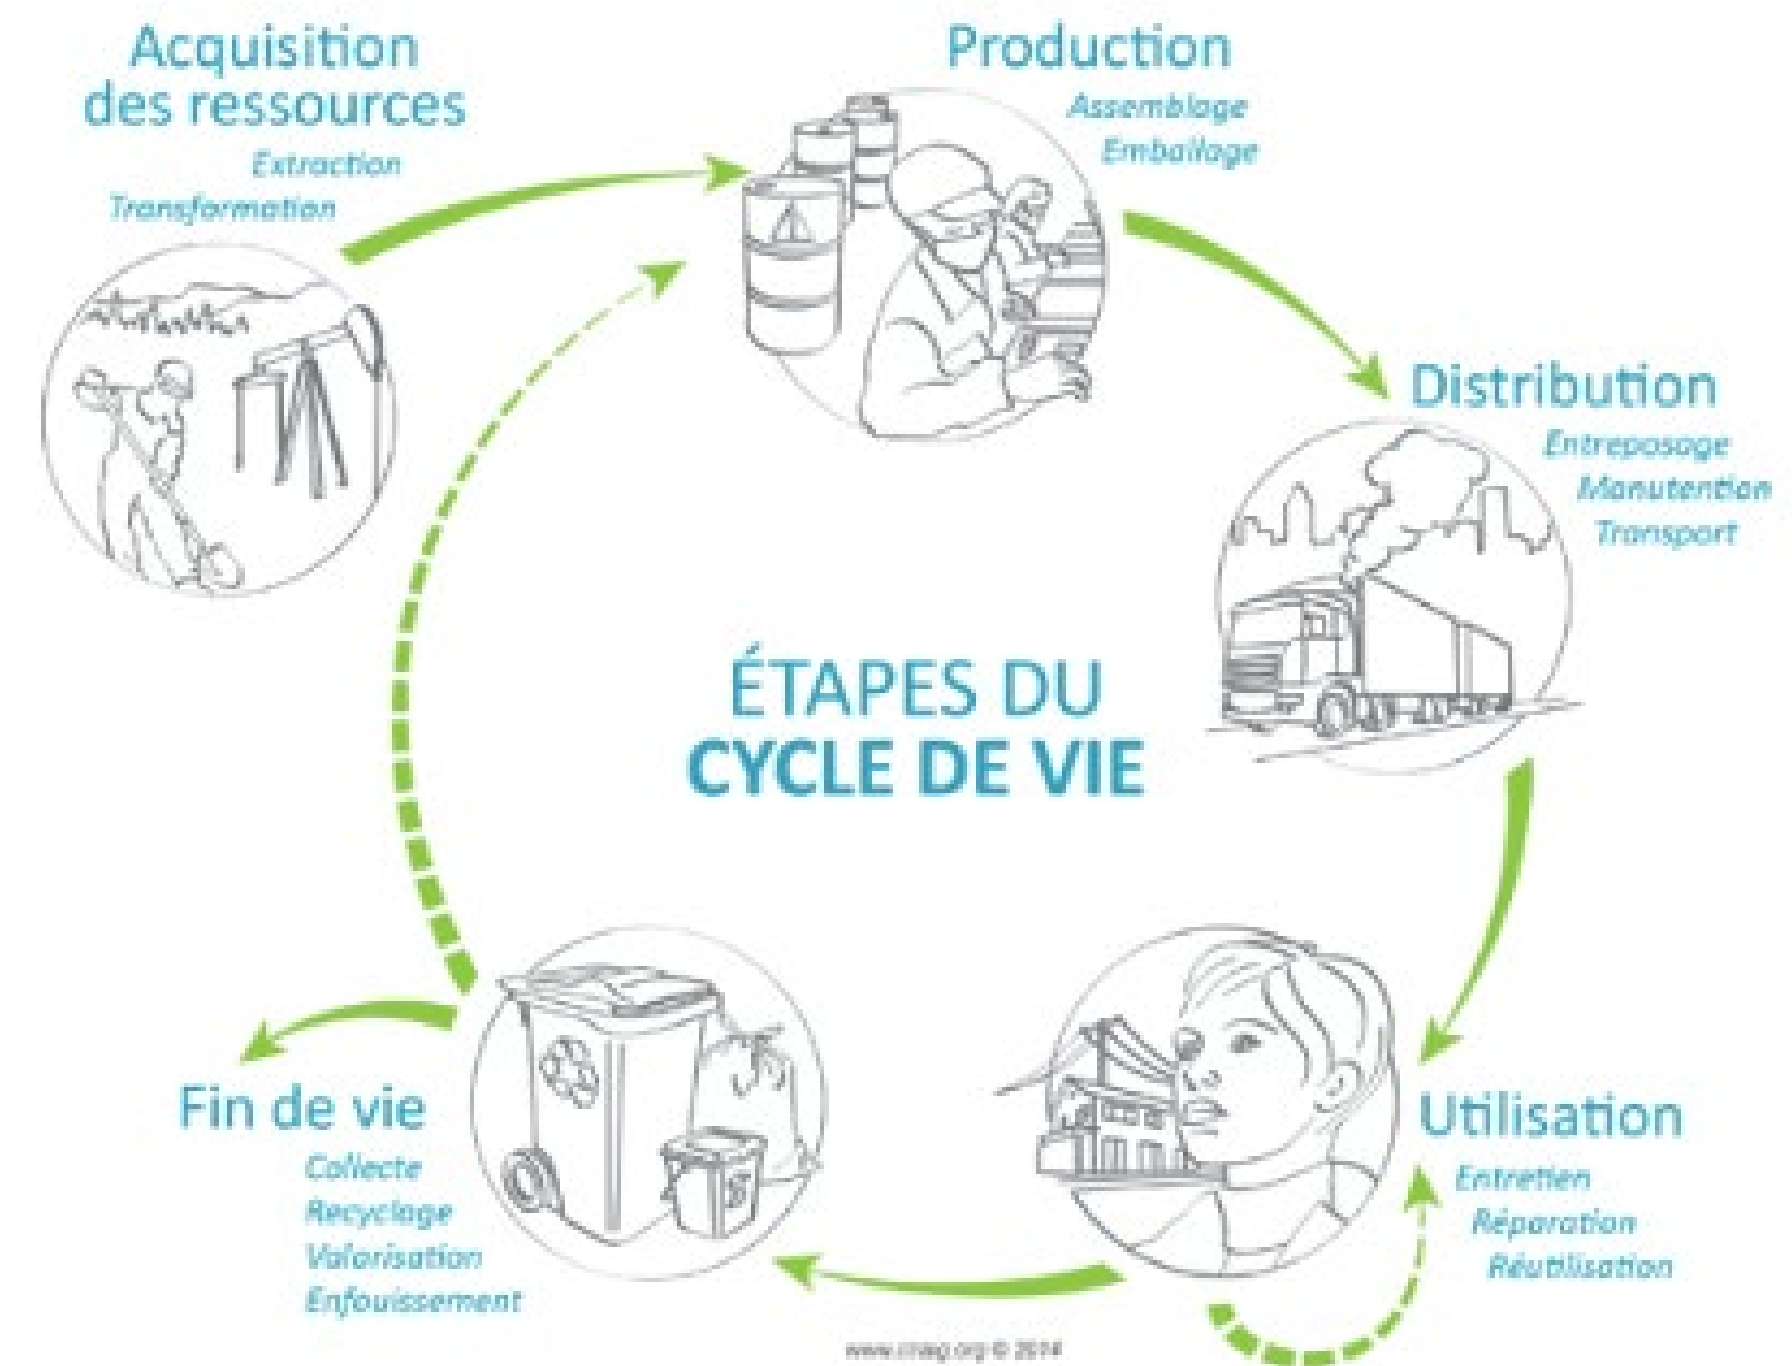 Acquisition
des ressources
Extraction
Transformation
Production
Assemblage
Emballage
Distribution
Entreposage
Manutention
Transport
ÉTAPES DU
CYCLE DE VIE
Utilisation
Entretien
Réparation
Réutilisation
Fin de vie
Collecte
Recyclage
Valorisation
Enfouissement
© 2014